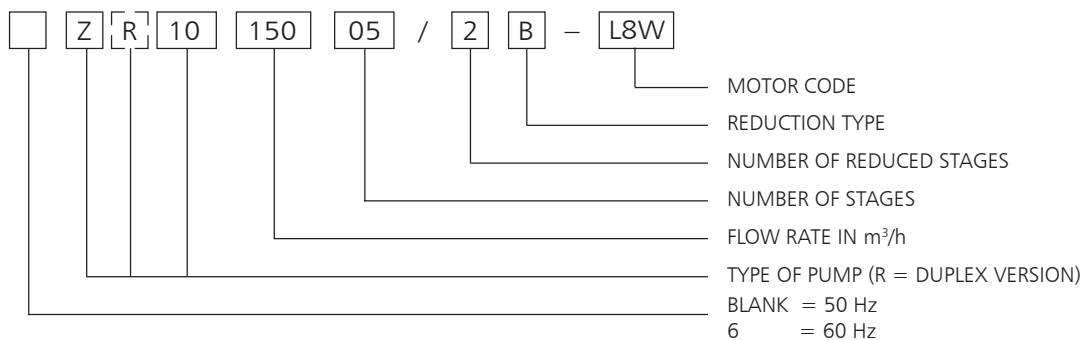 Z R 10 150 05 / 2 B – L8W
MOTOR CODE
REDUCTION TYPE
NUMBER OF REDUCED STAGES
NUMBER OF STAGES
FLOW RATE IN m³/h
TYPE OF PUMP (R = DUPLEX VERSION)
BLANK = 50 Hz
6 = 60 Hz